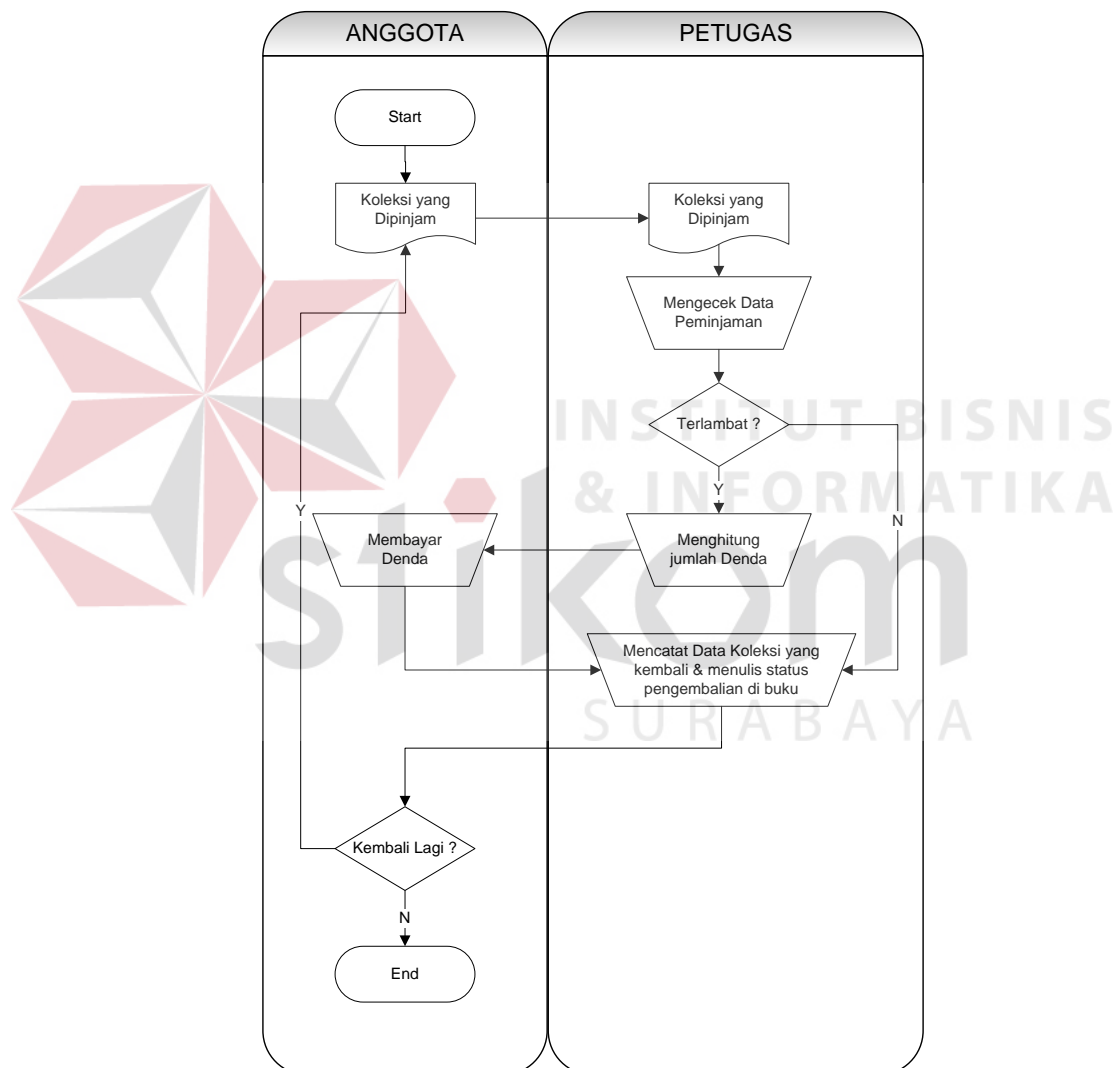 ANGGOTA
PETUGAS
Start
Koleksi yang
Dipinjam
Koleksi yang
Dipinjam
Mengecek Data
Peminjaman
Terlambat ?
Y
N
Menghitung
jumlah Denda
Membayar
Denda
Mencatat Data Koleksi yang
kembali & menulis status
pengembalian di buku
Kembali Lagi ?
Y
N
End
INSTITUT BISNIS
& INFORMATIKA
stikom
SURABAYA